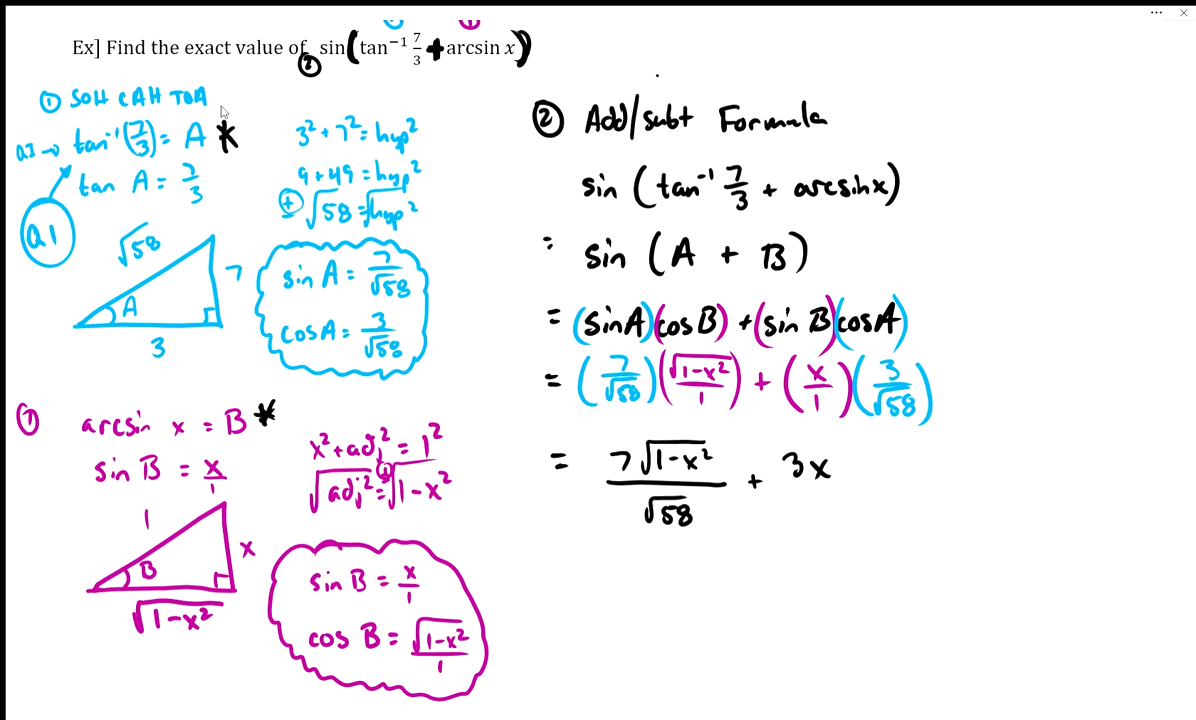 Ex] Find the exact value of sin(tan⁻¹ 7/3 + arcsin x)
②
① SOH CAH TOA
Q1 → tan⁻¹(7/3) = A *
tan A = 7/3
Q1
3² + 7² = hyp²
9 + 49 = hyp²
± √58 = √hyp²
√58
7
A
3
sin A = 7/√58
cos A = 3/√58
① arcsin x = B *
sin B = x/1
x² + adj² = 1²
√adj² = √1-x²
1
x
B
√1-x²
sin B = x/1
cos B = √1-x²/1
② Add/subt Formula
sin (tan⁻¹ 7/3 + arcsin x)
= sin (A + B)
= (sin A)(cos B) + (sin B)(cos A)
= (7/√58)(√1-x²/1) + (x/1)(3/√58)
= 7√1-x²/√58 + 3x